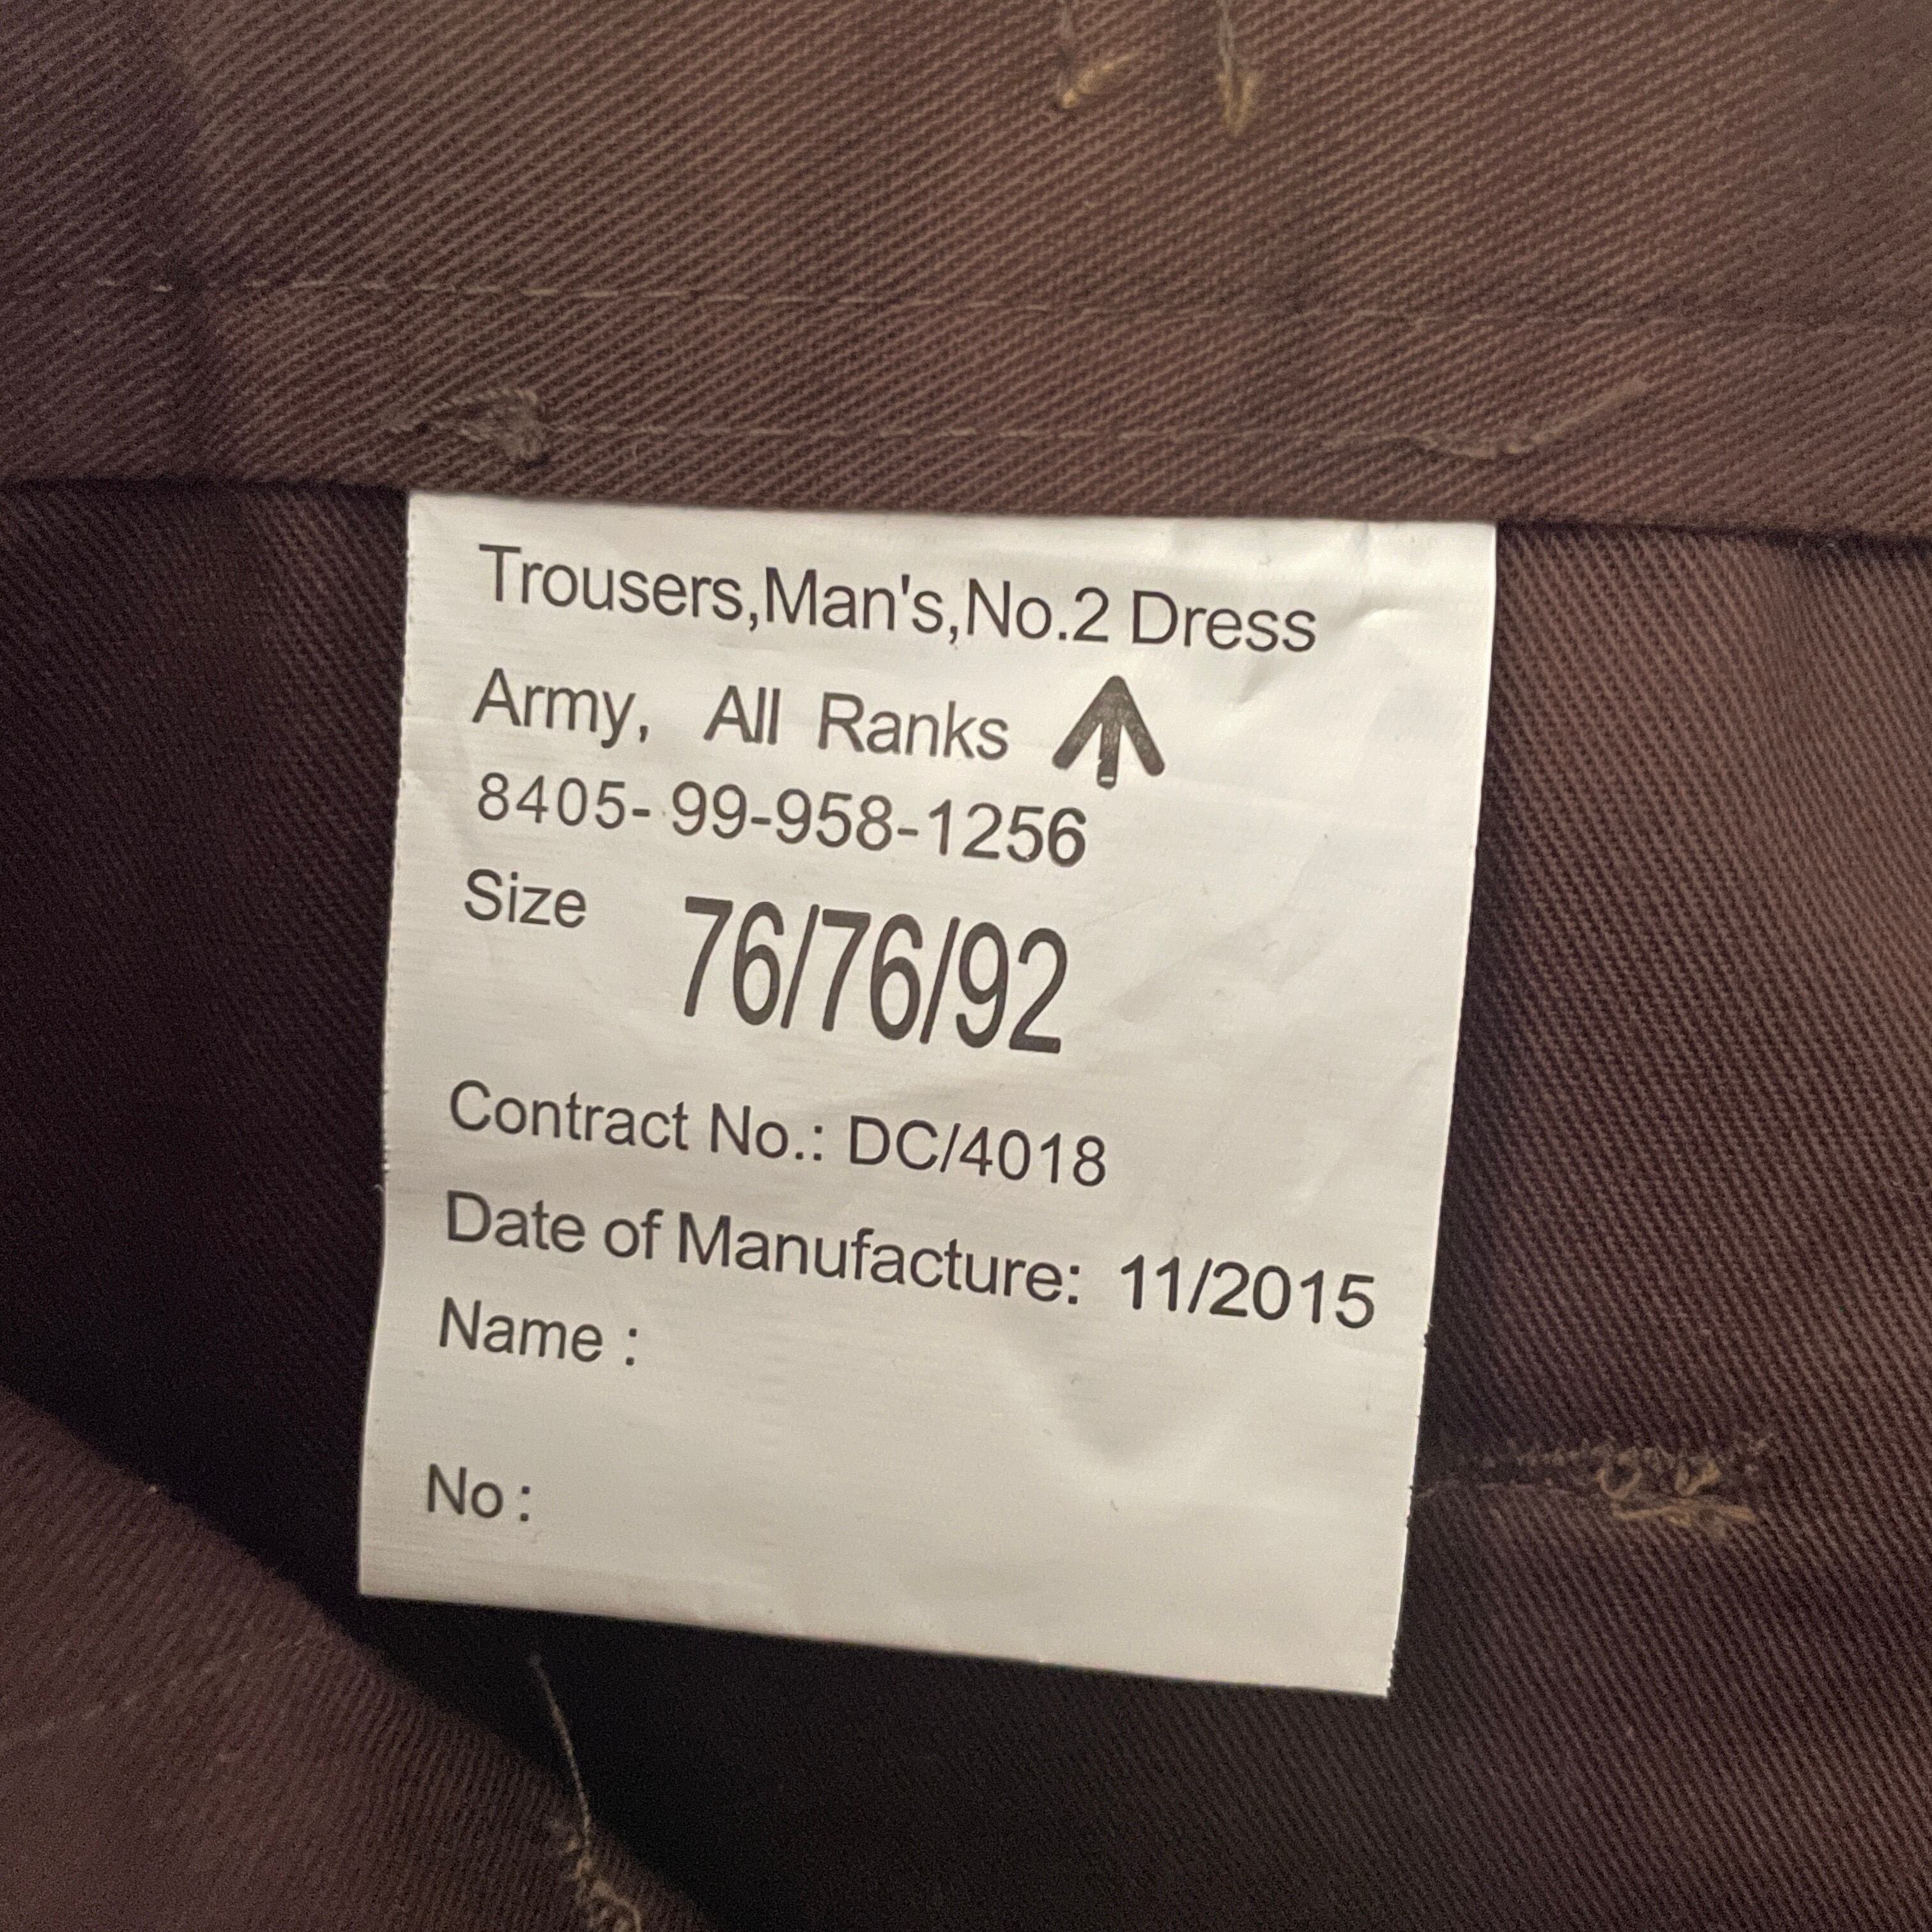 Trousers,Man's,No.2 Dress
Army, All Ranks
8405-99-958-1256
Size 76/76/92
Contract No.: DC/4018
Date of Manufacture: 11/2015
Name :
No :